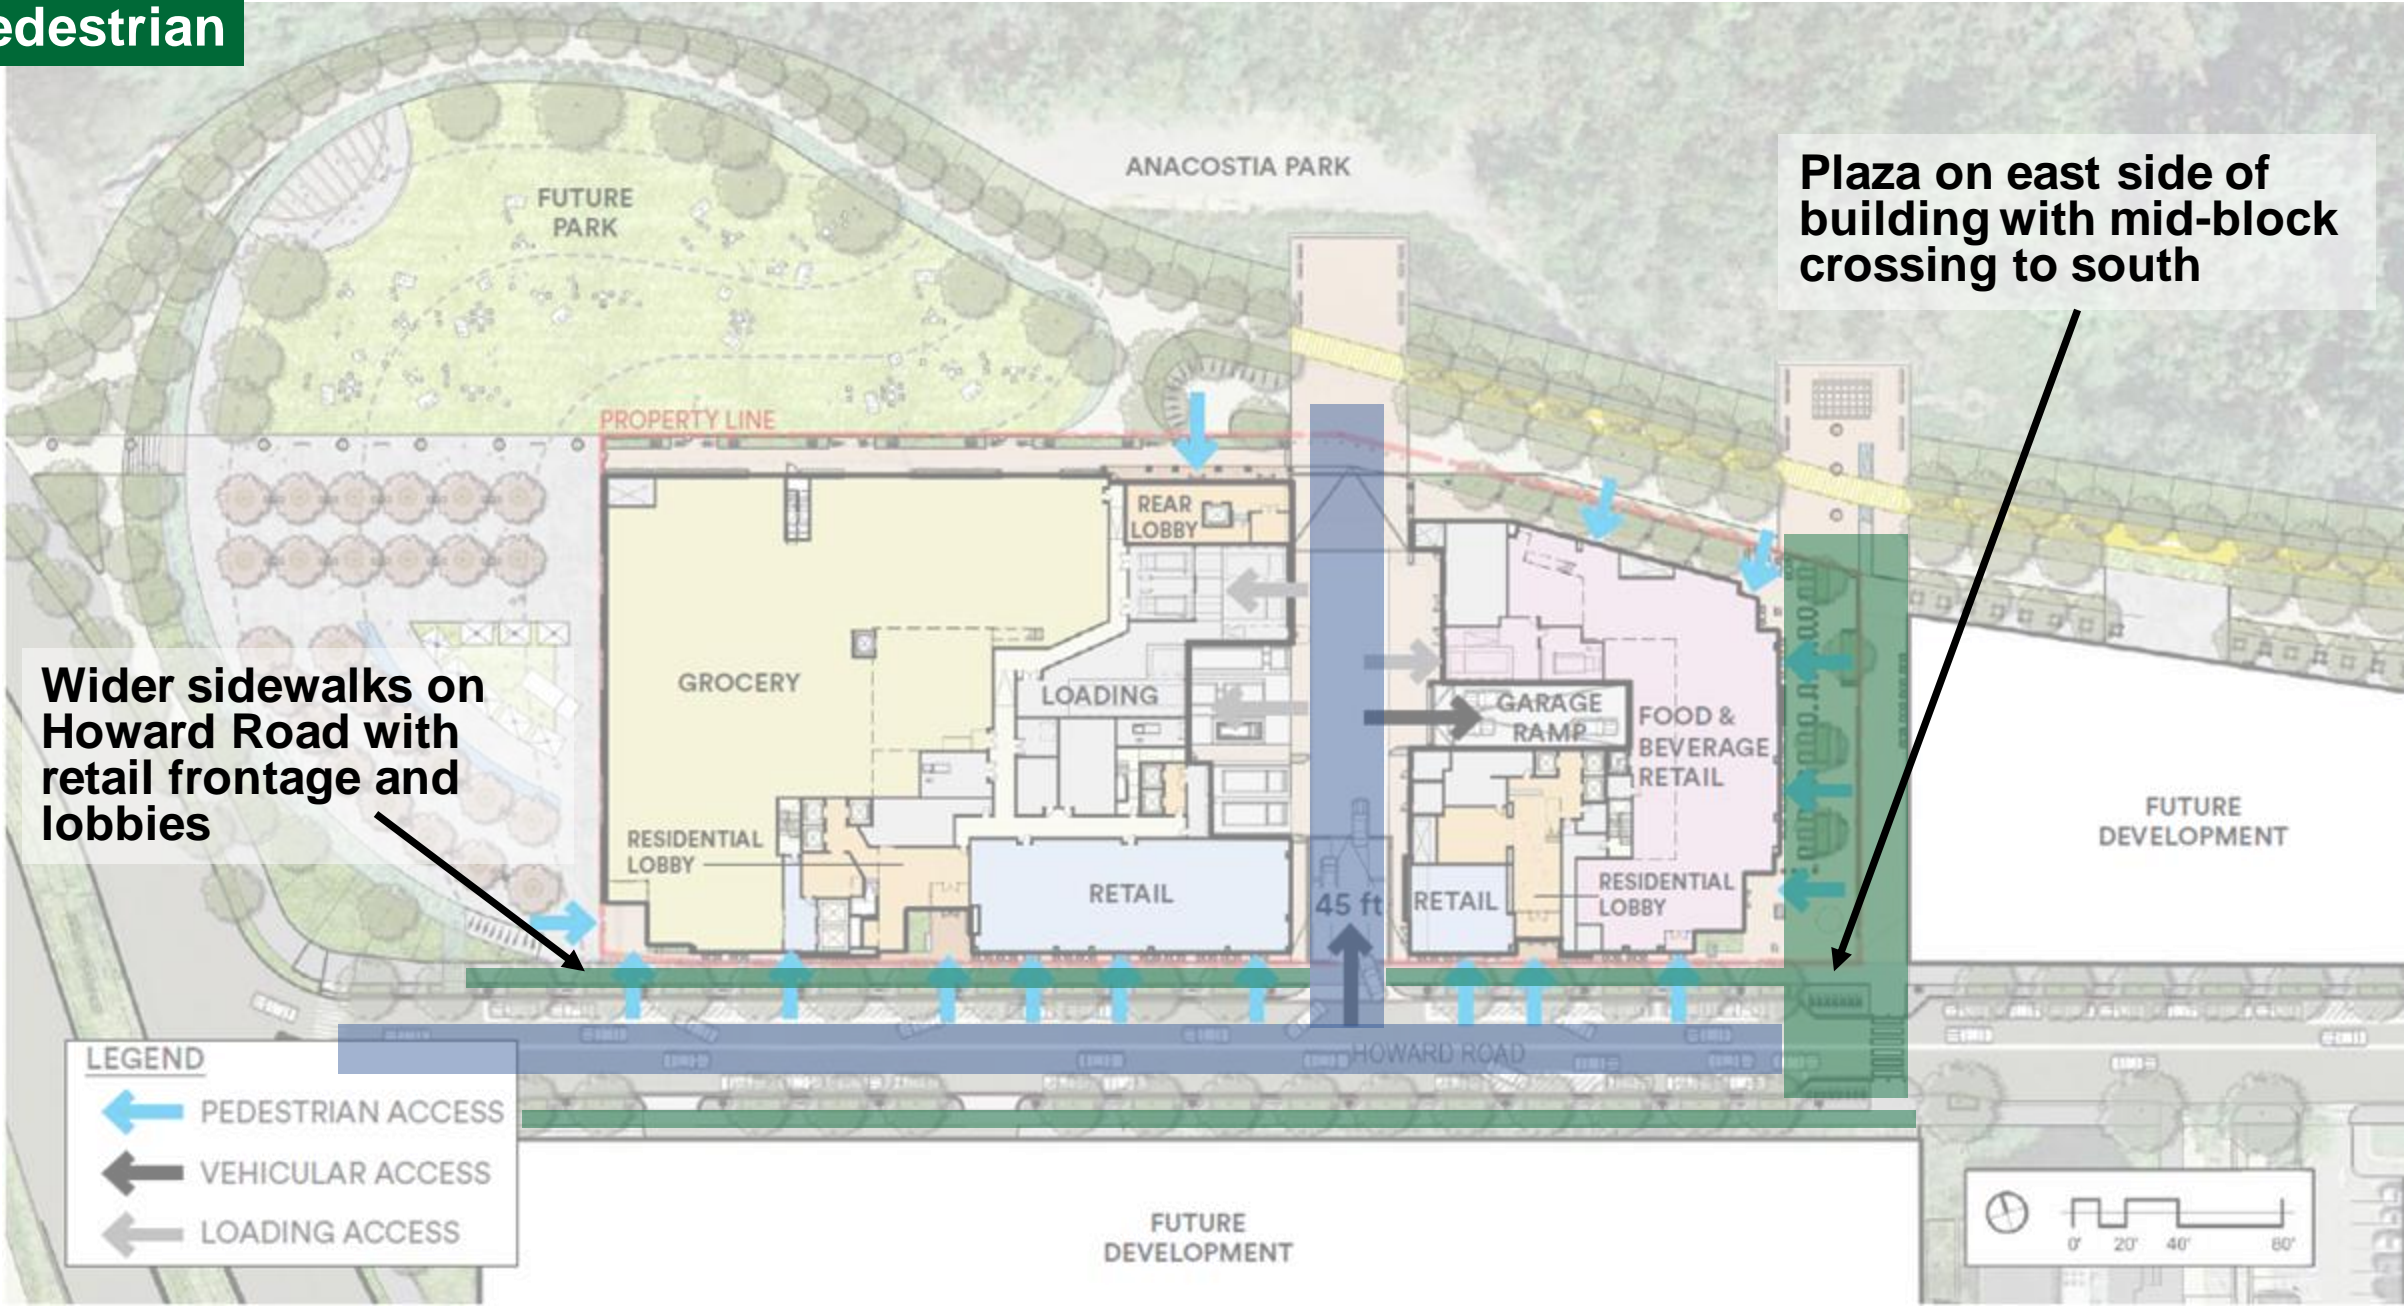 edestrian
ANACOSTIA PARK
Plaza on east side of
building with mid-block
crossing to south
FUTURE
PARK
PROPERTY LINE
REAR
LOBBY
Wider sidewalks on
Howard Road with
retail frontage and
lobbies
GROCERY
LOADING
GARAGE
RAMP
FOOD &
BEVERAGE
RETAIL
FUTURE
DEVELOPMENT
RESIDENTIAL
LOBBY
RETAIL
45 ft
RETAIL
RESIDENTIAL
LOBBY
HOWARD ROAD
LEGEND
PEDESTRIAN ACCESS
VEHICULAR ACCESS
LOADING ACCESS
FUTURE
DEVELOPMENT
0' 20' 40' 80'